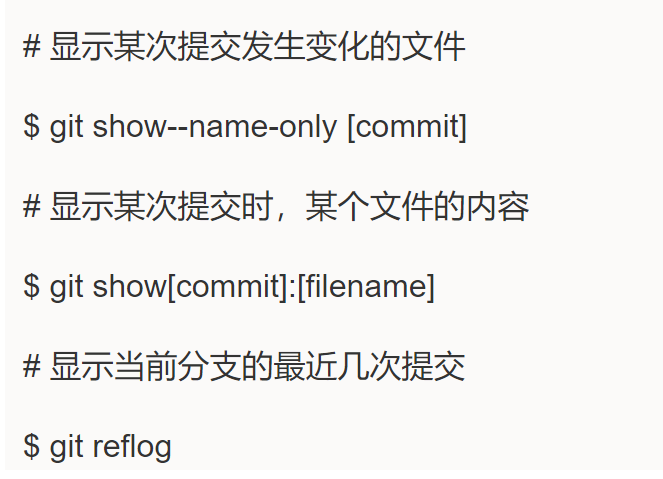 # 显示某次提交发生变化的文件
$ git show--name-only [commit]
# 显示某次提交时，某个文件的内容
$ git show[commit]:[filename]
# 显示当前分支的最近几次提交
$ git reflog